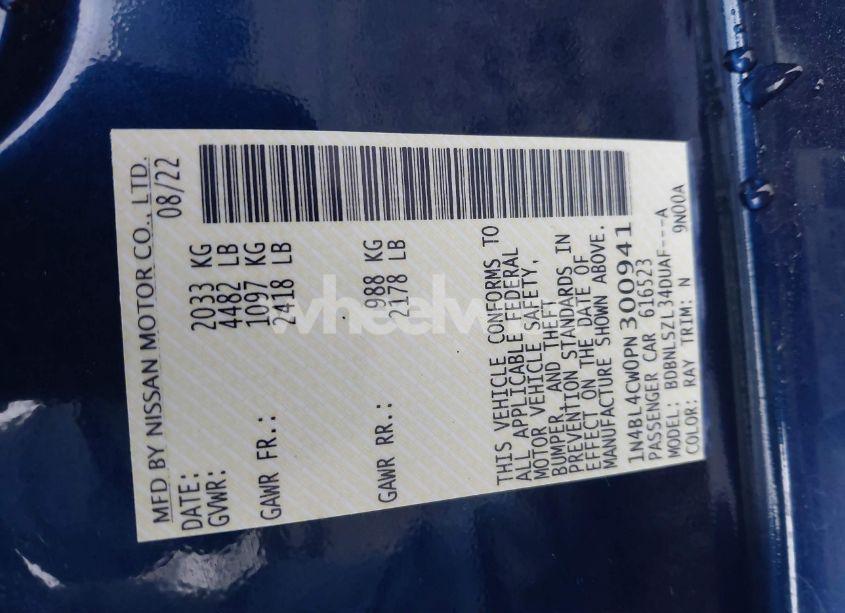 MFD BY NISSAN MOTOR CO., LTD.
DATE: 08/22
GVWR: 2033 KG
4482 LB
GAWR FR.: 1097 KG
2418 LB
GAWR RR.: 988 KG
2178 LB
THIS VEHICLE CONFORMS TO
ALL APPLICABLE FEDERAL
MOTOR VEHICLE SAFETY,
BUMPER, AND THEFT
PREVENTION STANDARDS IN
EFFECT ON THE DATE OF
MANUFACTURE SHOWN ABOVE.
1N4BL4CW0PN300941
PASSENGER CAR 616523
MODEL: BDBNLSZL34DUAF---A
COLOR: RAY TRIM: N 9N00A